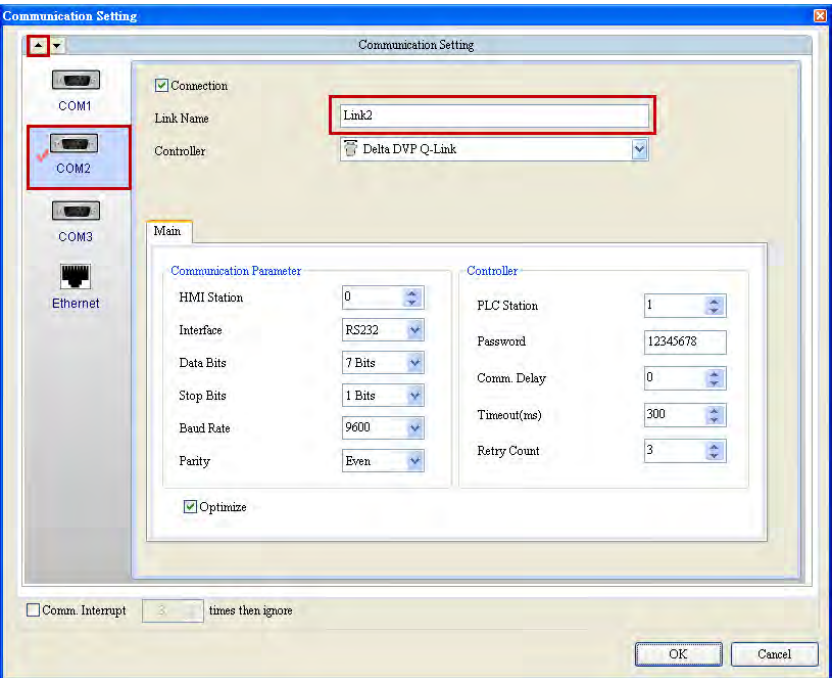 Communication Setting
Communication Setting
COM1
COM2
COM3
Ethernet
Connection
Link Name Link2
Controller Delta DVP Q-Link
Main
Communication Parameter
HMI Station 0
Interface RS232
Data Bits 7 Bits
Stop Bits 1 Bits
Baud Rate 9600
Parity Even
Controller
PLC Station 1
Password 12345678
Comm. Delay 0
Timeout(ms) 300
Retry Count 3
Optimize
Comm. Interrupt 3 times then ignore
OK Cancel